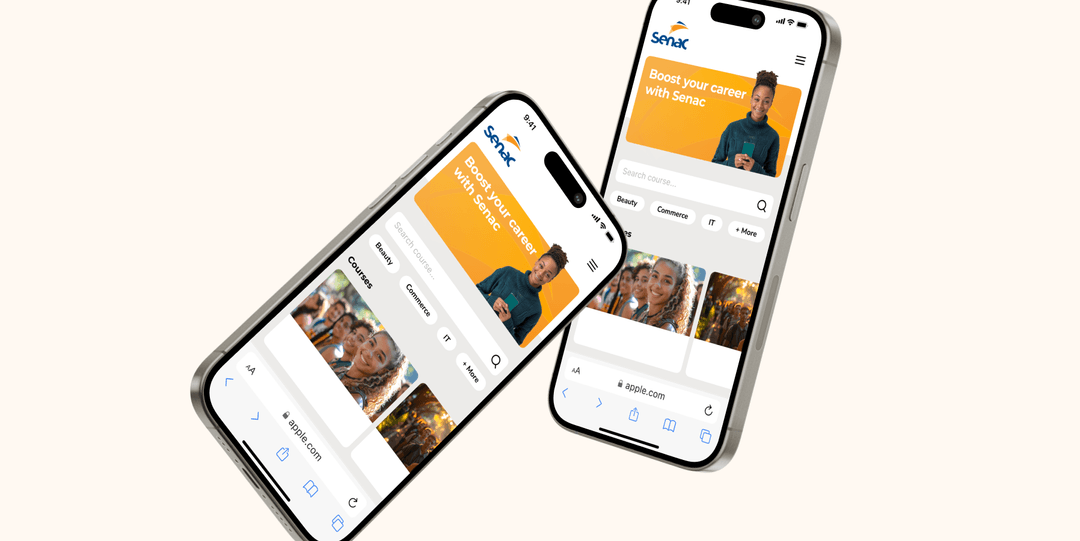 9:41
Senac
Boost your career
with Senac
Search course...
Beauty
Commerce
IT
+ More
Courses
AA
apple.com
9:41
Senac
Boost your career
with Senac
Search course...
Beauty
Commerce
IT
+ More
es
AA
apple.com